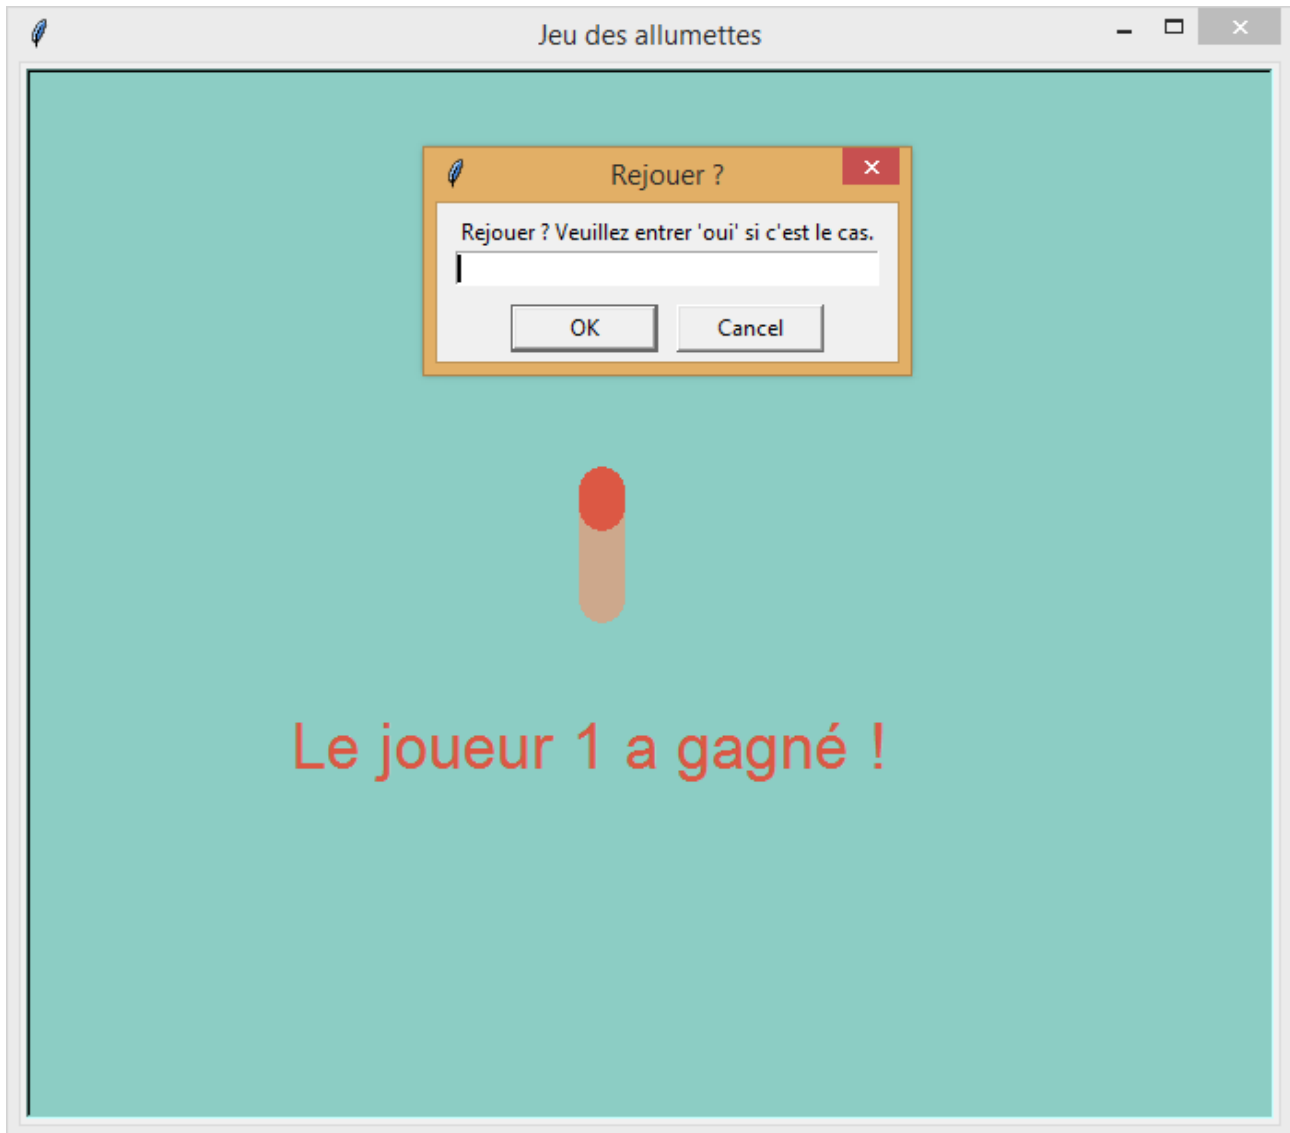 Jeu des allumettes
Rejouer ?
Rejouer ? Veuillez entrer 'oui' si c'est le cas.
OK Cancel
Le joueur 1 a gagné !